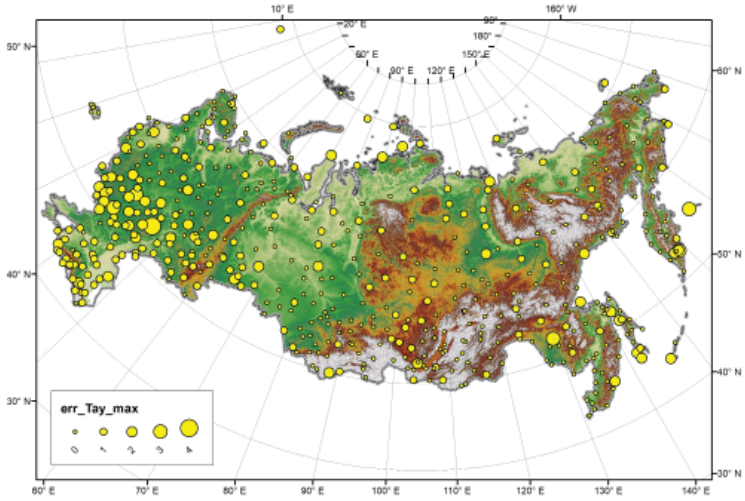 10° E 160° W
20° E 90°
180°
50° N 60° E 150° E
90° E 120° E 60° N
50° N
40° N
err_Tay_max
40° N
30° N
0 1 2 3 4
30° N
60° E 70° E 80° E 90° E 100° E 110° E 120° E 130° E 140° E